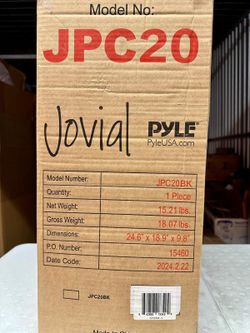 Model No:
JPC20
Jovial
PYLE®
PyleUSA.com
Model Number: JPC20BK
Quantity: 1 Piece
Net Weight: 15.21 lbs.
Gross Weight: 18.07 lbs.
Dimensions: 24.6" x 18.9" x 9.8"
P.O. Number: 15460
Date Code: 2024.2.22
JPC20BK
Made in